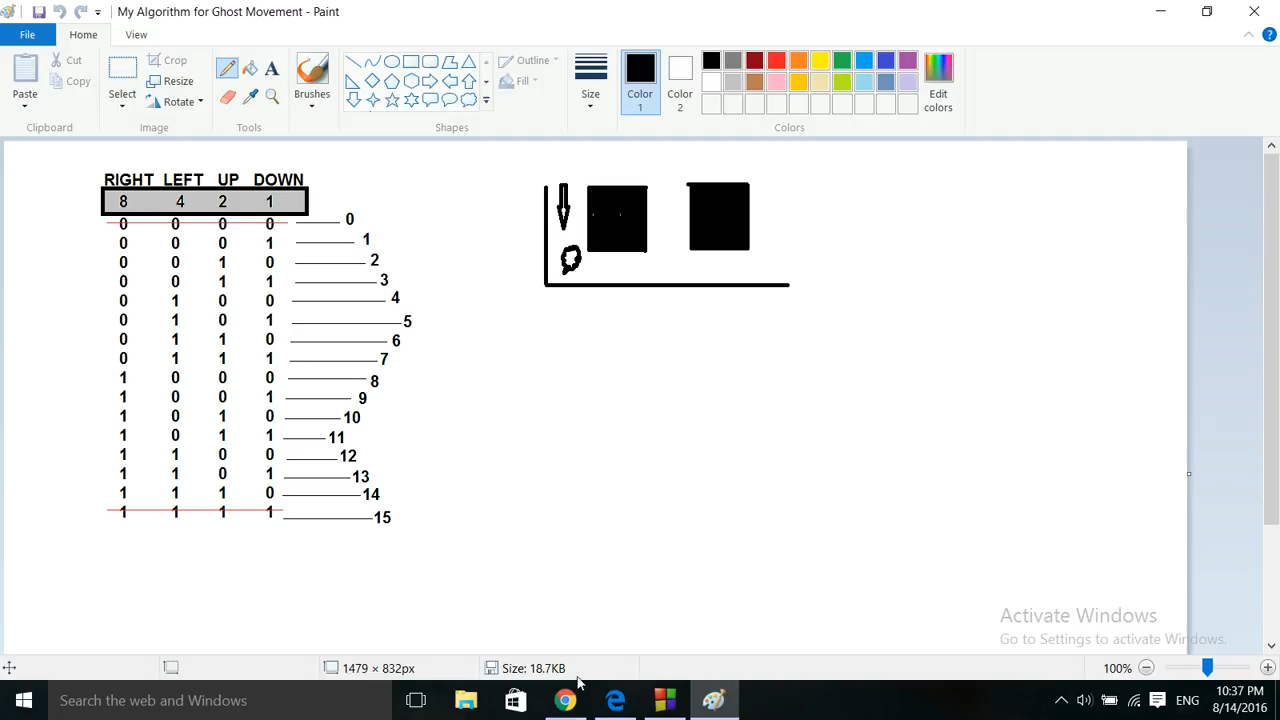 My Algorithm for Ghost Movement - Paint
File Home View
Paste
Cut
Copy
Clipboard
Select
Crop
Resize
Rotate
Image
A
Tools
Brushes
Outline
Fill
Shapes
Size
Color 1
Color 2
Edit colors
Colors
RIGHT LEFT UP DOWN
8 4 2 1
0 0 0 0 0
0 0 0 1 1
0 0 1 0 2
0 0 1 1 3
0 1 0 0 4
0 1 0 1 5
0 1 1 0 6
0 1 1 1 7
1 0 0 0 8
1 0 0 1 9
1 0 1 0 10
1 0 1 1 11
1 1 0 0 12
1 1 0 1 13
1 1 1 0 14
1 1 1 1 15
Activate Windows
Go to Settings to activate Windows.
1479 × 832px
Size: 18.7KB
100%
Search the web and Windows
ENG
10:37 PM
8/14/2016